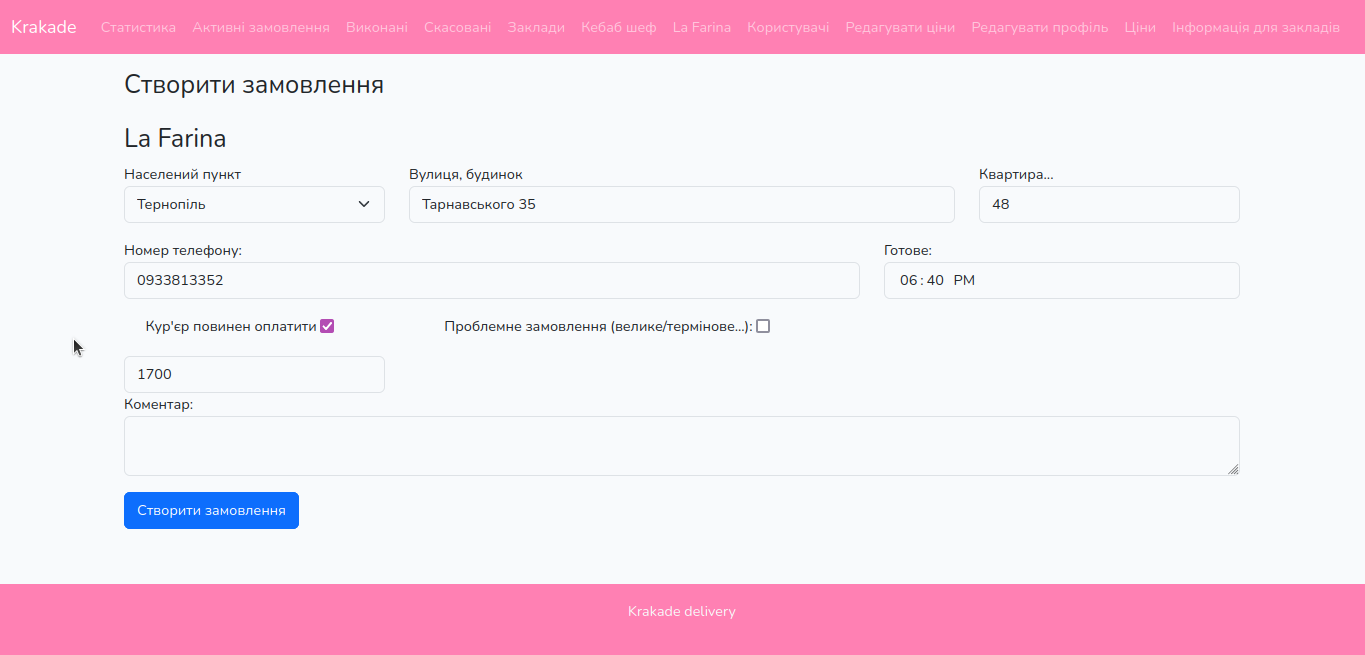 Krakade Статистика Активні замовлення Виконані Скасовані Заклади Кебаб шеф La Farina Користувачі Редагувати ціни Редагувати профіль Ціни Інформація для закладів
Створити замовлення
La Farina
Населений пункт Вулиця, будинок Квартира...
Тернопіль Тарнавського 35 48
Номер телефону: Готове:
0933813352 06:40 PM
Кур'єр повинен оплатити Проблемне замовлення (велике/термінове...):
1700
Коментар:
Створити замовлення
Krakade delivery